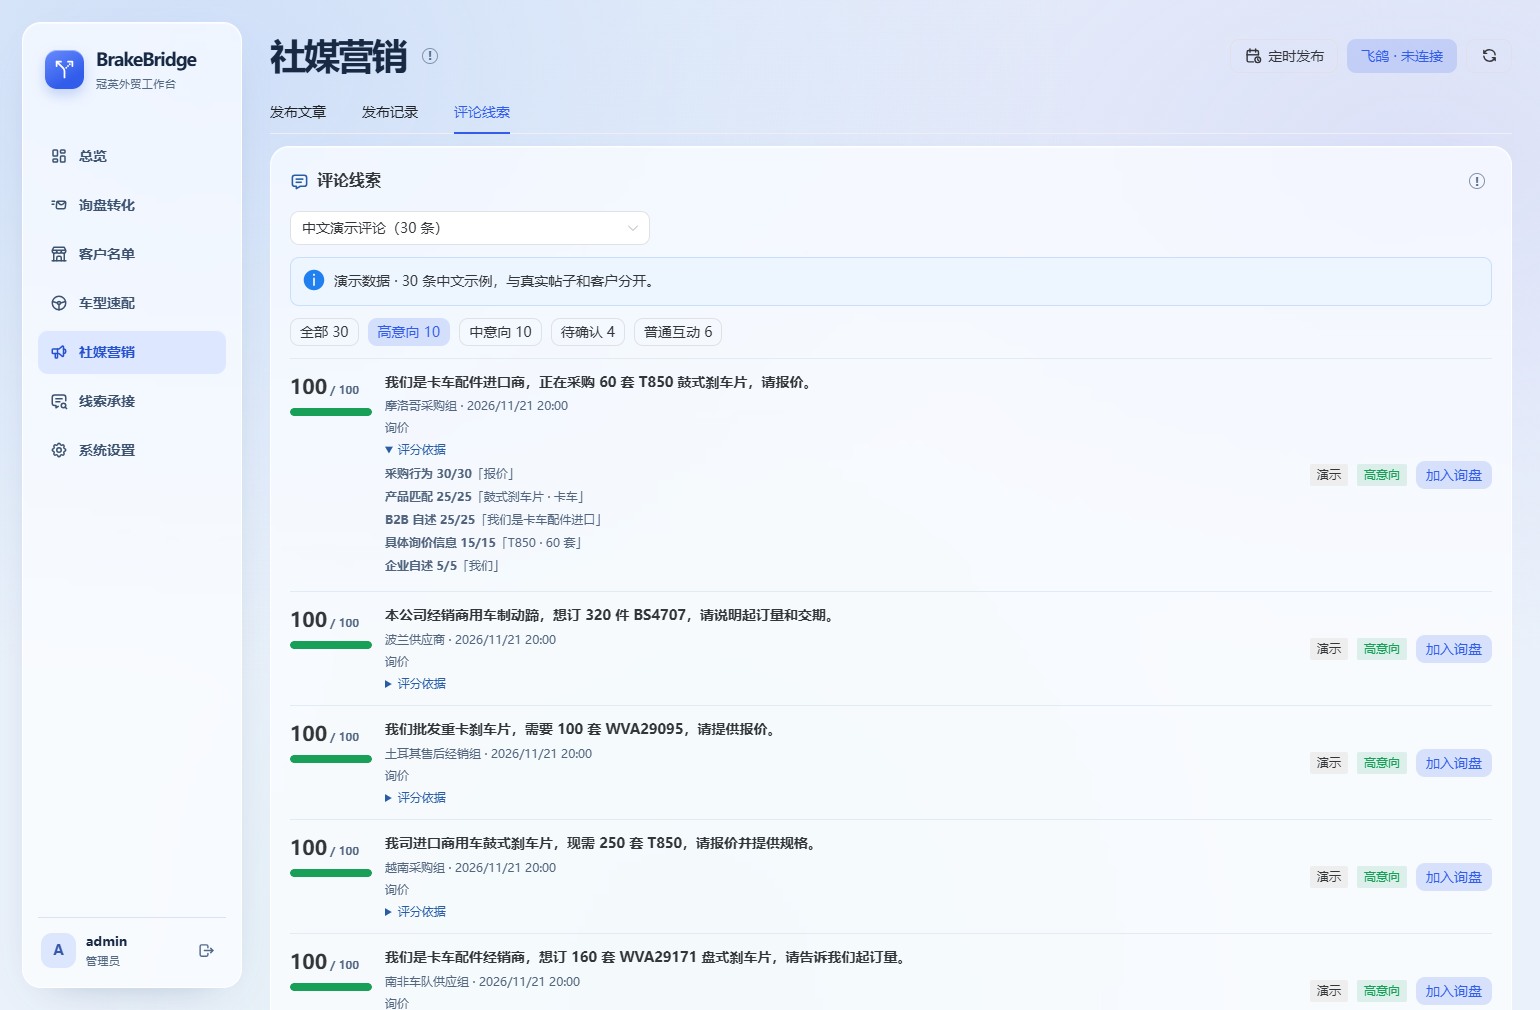 BrakeBridge
冠英外贸工作台
总览
询盘转化
客户名单
车型速配
社媒营销
线索承接
系统设置
A
admin
管理员
社媒营销
定时发布
飞鸽 · 未连接
发布文章
发布记录
评论线索
评论线索
中文演示评论（30 条）
演示数据 · 30 条中文示例，与真实帖子和客户分开。
全部 30
高意向 10
中意向 10
待确认 4
普通互动 6
100 / 100
我们是卡车配件进口商，正在采购 60 套 T850 鼓式刹车片，请报价。
摩洛哥采购组 · 2026/11/21 20:00
询价
▼ 评分依据
采购行为 30/30「报价」
产品匹配 25/25「鼓式刹车片 · 卡车」
B2B 自述 25/25「我们是卡车配件进口」
具体询价信息 15/15「T850 · 60 套」
企业自述 5/5「我们」
演示
高意向
加入询盘
100 / 100
本公司经销商用车制动蹄，想订 320 件 BS4707，请说明起订量和交期。
波兰供应商 · 2026/11/21 20:00
询价
▶ 评分依据
演示
高意向
加入询盘
100 / 100
我们批发重卡刹车片，需要 100 套 WVA29095，请提供报价。
土耳其售后经销组 · 2026/11/21 20:00
询价
▶ 评分依据
演示
高意向
加入询盘
100 / 100
我司进口商用车鼓式刹车片，现需 250 套 T850，请报价并提供规格。
越南采购组 · 2026/11/21 20:00
询价
▶ 评分依据
演示
高意向
加入询盘
100 / 100
我们是卡车配件经销商，想订 160 套 WVA29171 盘式刹车片，请告诉我们起订量。
南非车队供应组 · 2026/11/21 20:00
询价
演示
高意向
加入询盘